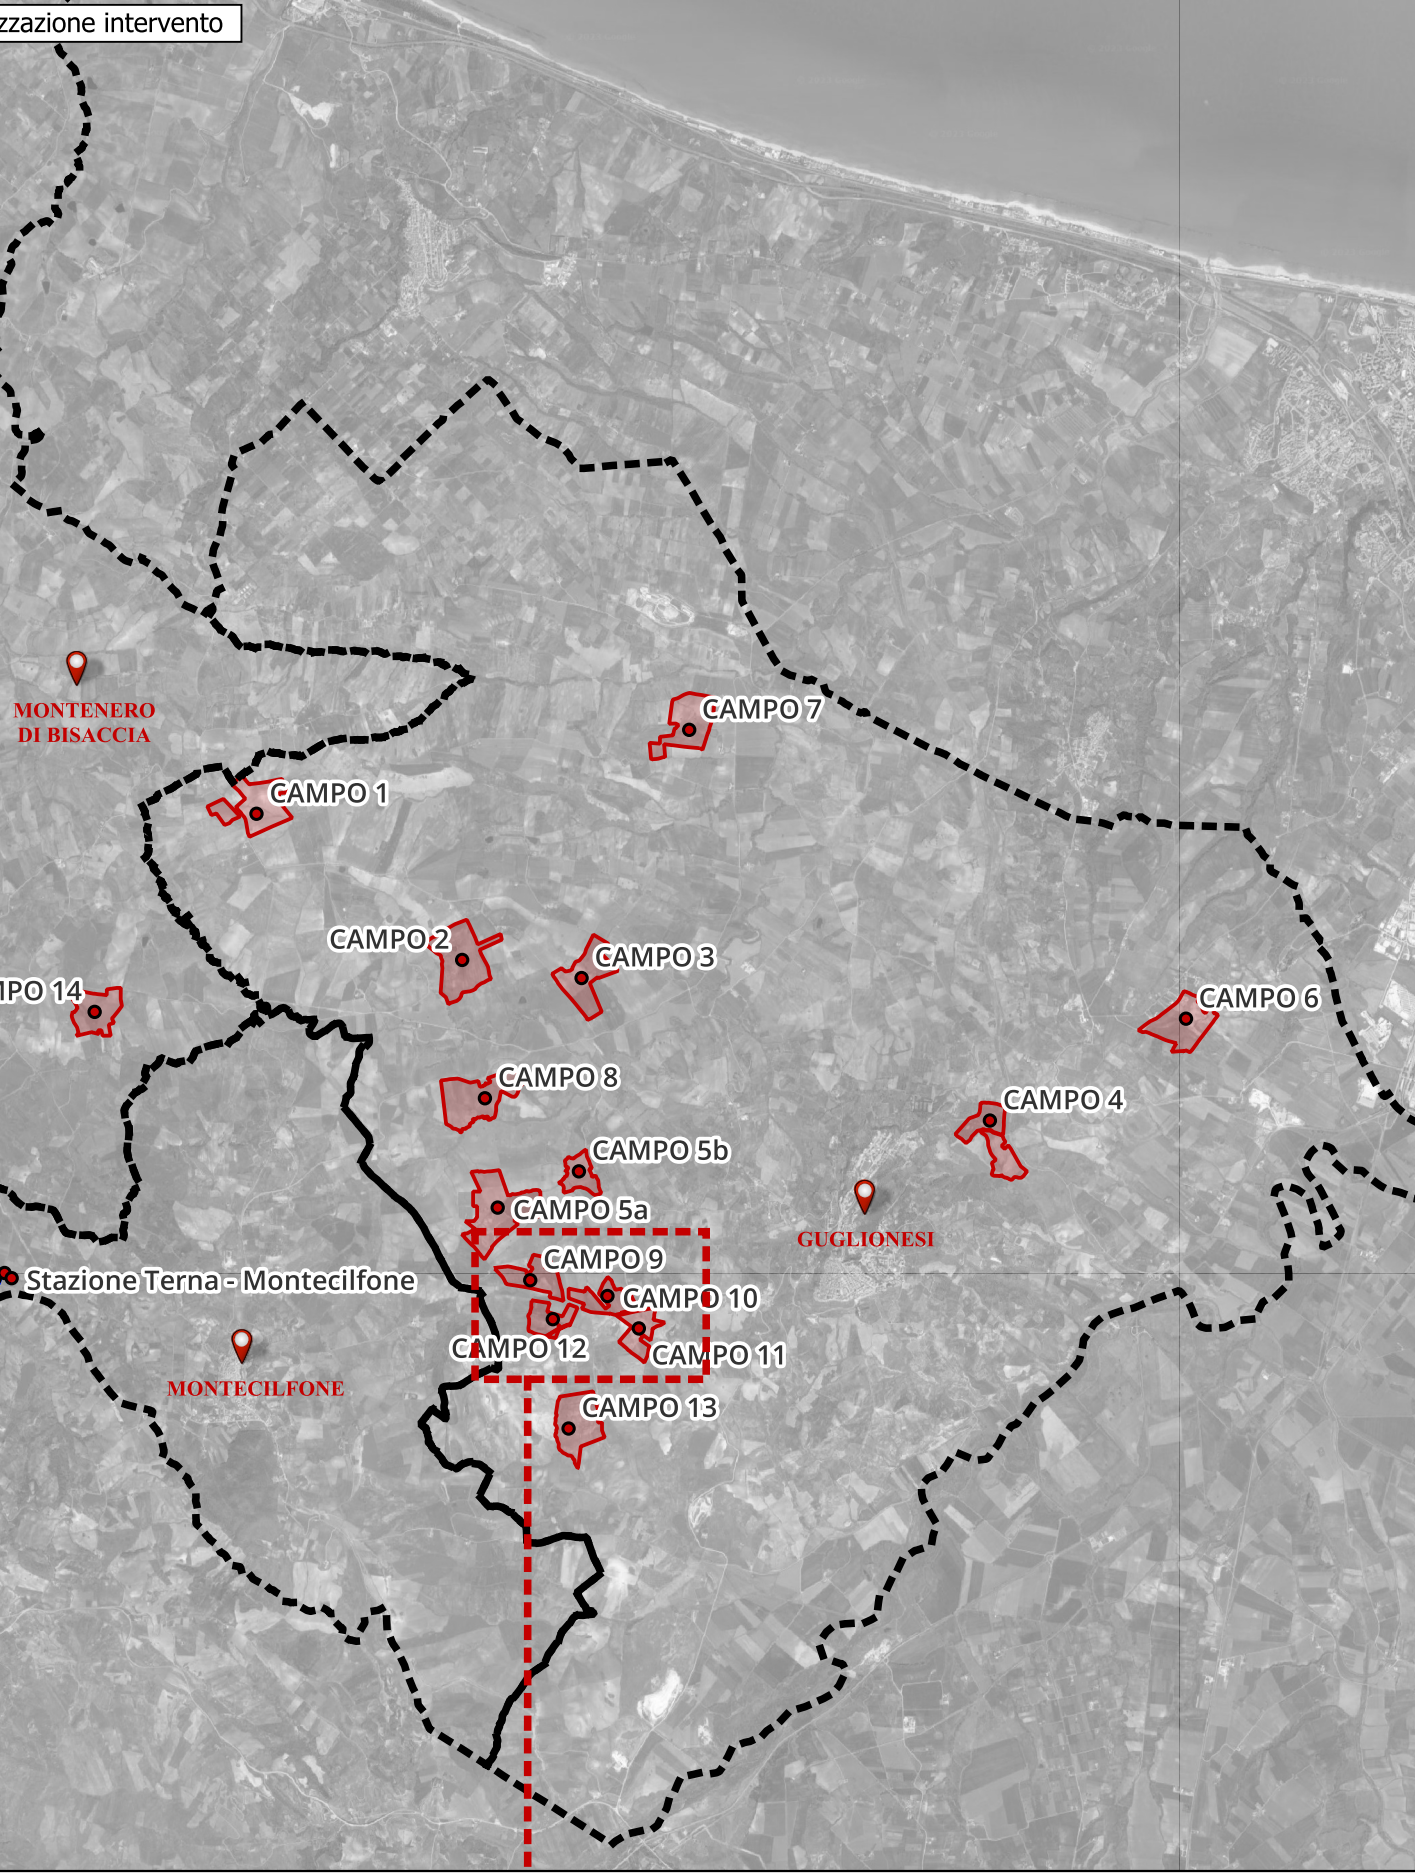 zzazione intervento
MONTENERO
DI BISACCIA
CAMPO 7
CAMPO 1
CAMPO 2
CAMPO 3
MPO 14
CAMPO 6
CAMPO 8
CAMPO 4
CAMPO 5b
CAMPO 5a
GUGLIONESI
CAMPO 9
Stazione Terna - Montecilfone
CAMPO 10
CAMPO 12
CAMPO 11
MONTECILFONE
CAMPO 13